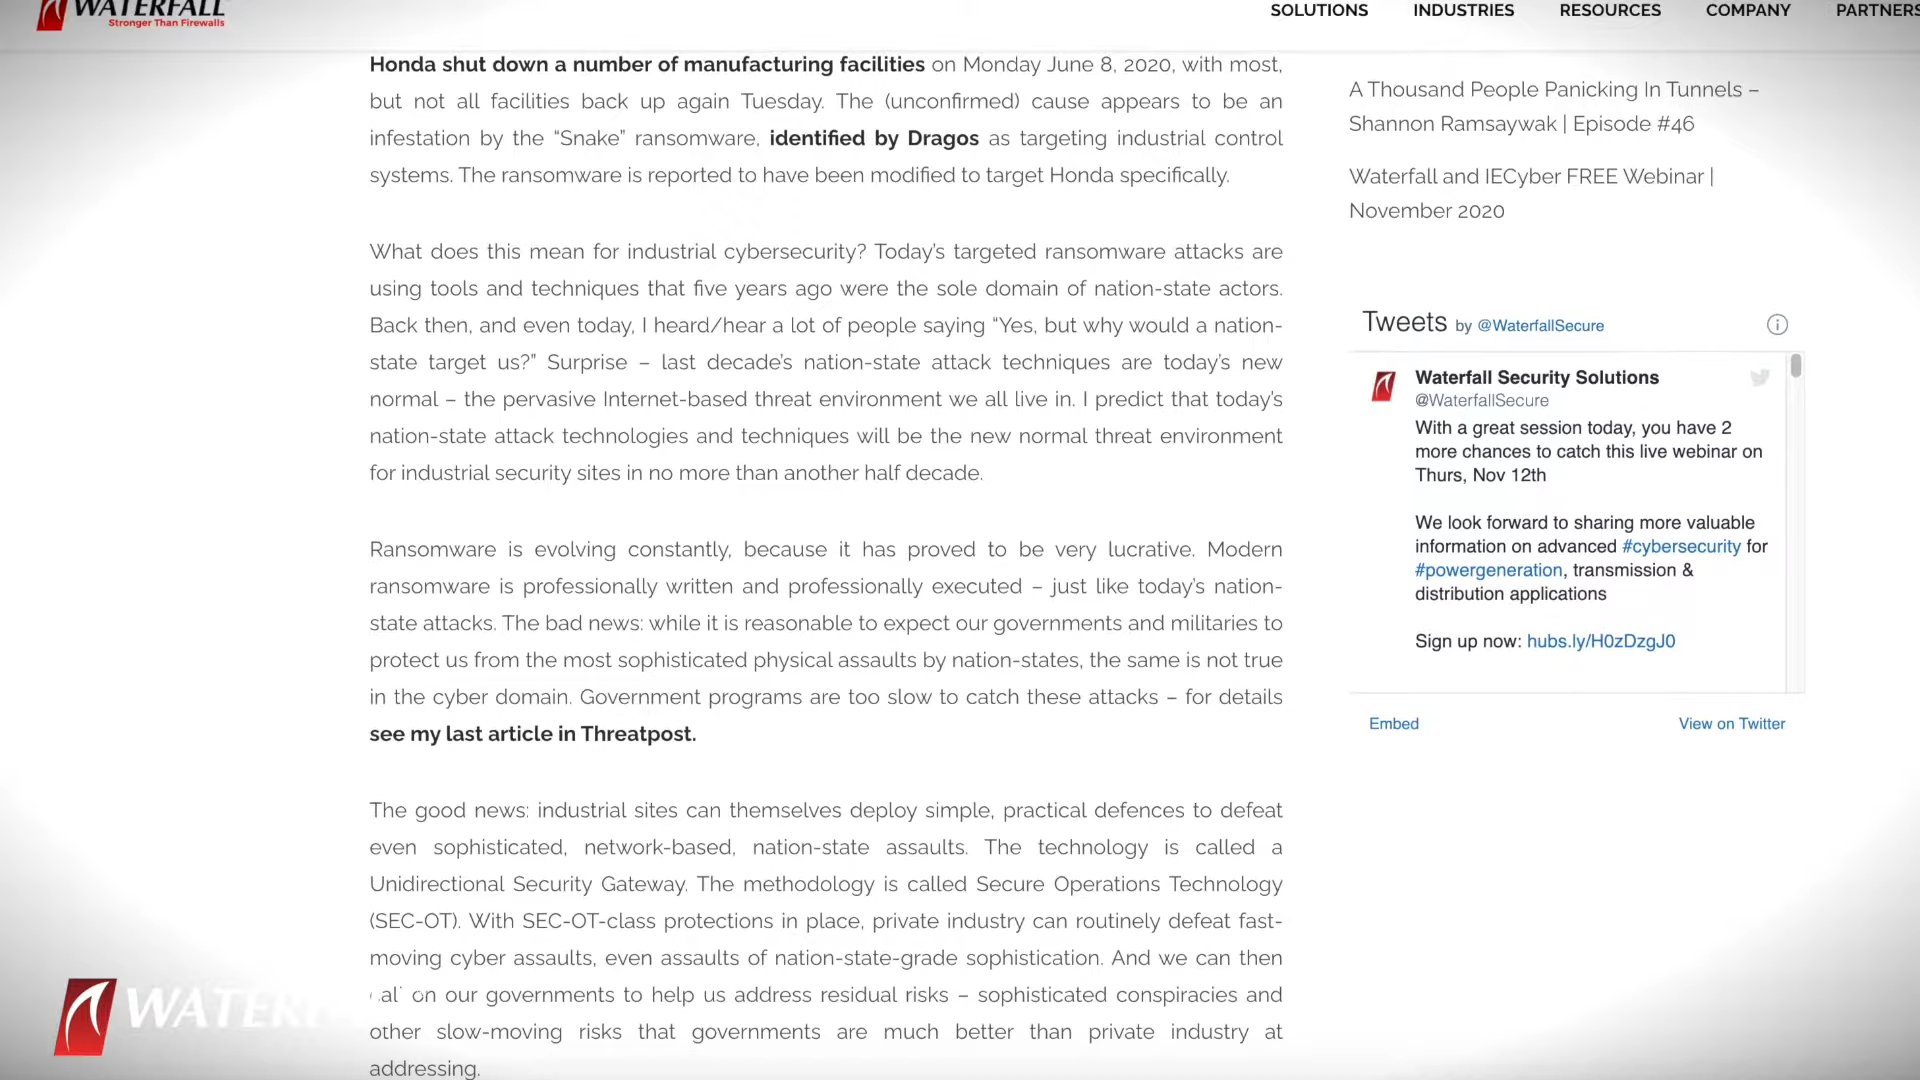 WATERFALL
Stronger Than Firewalls
SOLUTIONS INDUSTRIES RESOURCES COMPANY PARTNERS
Honda shut down a number of manufacturing facilities on Monday June 8, 2020, with most,
but not all facilities back up again Tuesday. The (unconfirmed) cause appears to be an
infestation by the “Snake” ransomware, identified by Dragos as targeting industrial control
systems. The ransomware is reported to have been modified to target Honda specifically.
What does this mean for industrial cybersecurity? Today’s targeted ransomware attacks are
using tools and techniques that five years ago were the sole domain of nation-state actors.
Back then, and even today, I heard/hear a lot of people saying “Yes, but why would a nation-
state target us?” Surprise – last decade’s nation-state attack techniques are today’s new
normal – the pervasive Internet-based threat environment we all live in. I predict that today’s
nation-state attack technologies and techniques will be the new normal threat environment
for industrial security sites in no more than another half decade.
Ransomware is evolving constantly, because it has proved to be very lucrative. Modern
ransomware is professionally written and professionally executed – just like today’s nation-
state attacks. The bad news: while it is reasonable to expect our governments and militaries to
protect us from the most sophisticated physical assaults by nation-states, the same is not true
in the cyber domain. Government programs are too slow to catch these attacks – for details
see my last article in Threatpost.
The good news: industrial sites can themselves deploy simple, practical defences to defeat
even sophisticated, network-based, nation-state assaults. The technology is called a
Unidirectional Security Gateway. The methodology is called Secure Operations Technology
(SEC-OT). With SEC-OT-class protections in place, private industry can routinely defeat fast-
moving cyber assaults, even assaults of nation-state-grade sophistication. And we can then
on our governments to help us address residual risks – sophisticated conspiracies and
other slow-moving risks that governments are much better than private industry at
addressing.
A Thousand People Panicking In Tunnels –
Shannon Ramsaywak | Episode #46
Waterfall and IECyber FREE Webinar |
November 2020
Tweets by @WaterfallSecure
Waterfall Security Solutions
@WaterfallSecure
With a great session today, you have 2
more chances to catch this live webinar on
Thurs, Nov 12th
We look forward to sharing more valuable
information on advanced #cybersecurity for
#powergeneration, transmission &
distribution applications
Sign up now: hubs.ly/H0zDzgJ0
Embed View on Twitter